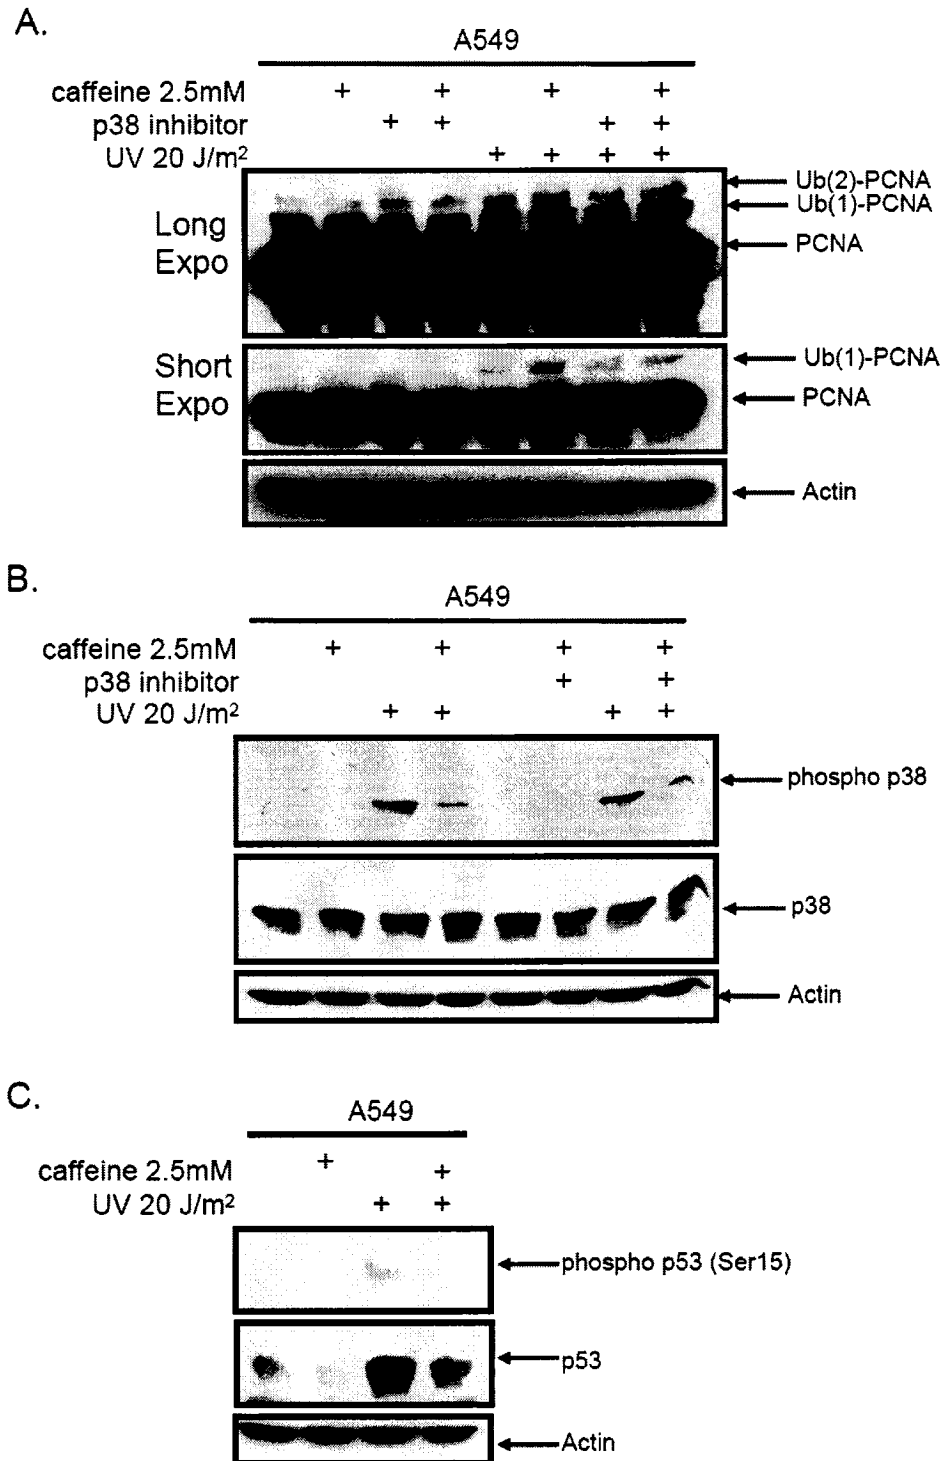 A.
A549
caffeine 2.5mM + + + +
p38 inhibitor + + + +
UV 20 J/m² + + + +
Ub(2)-PCNA
Ub(1)-PCNA
Long
Expo
PCNA
Short
Expo
Ub(1)-PCNA
PCNA
Actin
B.
A549
caffeine 2.5mM + + + +
p38 inhibitor + +
UV 20 J/m² + + + +
phospho p38
p38
Actin
C.
A549
caffeine 2.5mM + +
UV 20 J/m² + +
phospho p53 (Ser15)
p53
Actin